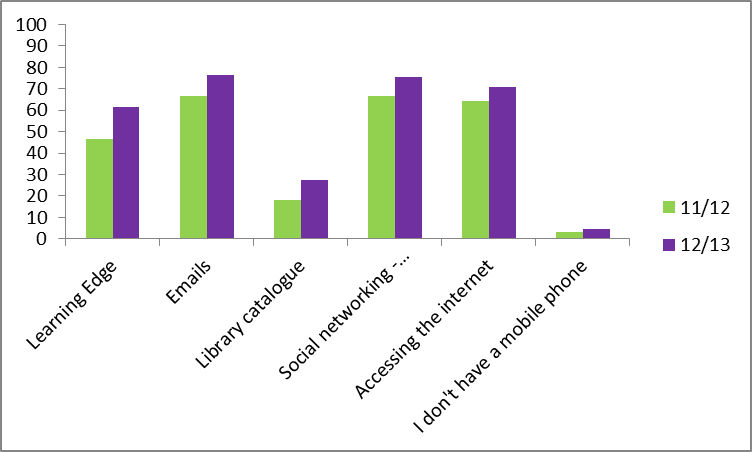 100
90
80
70
60
50
40
30
20
10
0
11/12
12/13
Learning Edge
Emails
Library catalogue
Social networking -...
Accessing the internet
I don't have a mobile phone